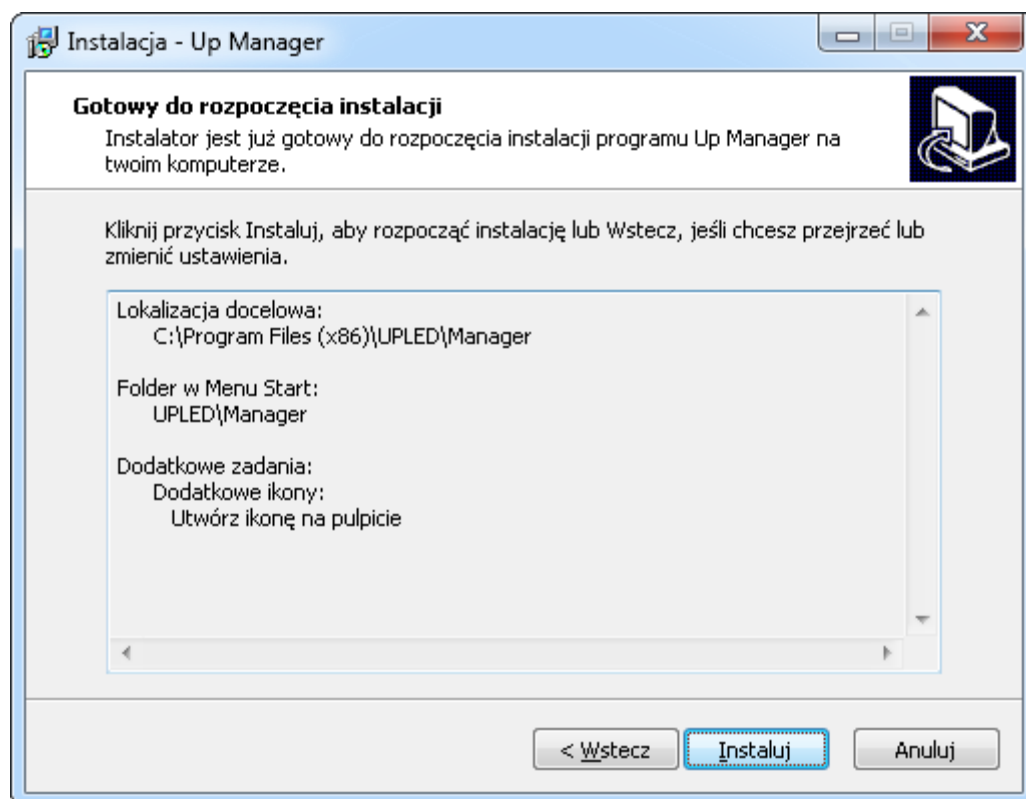 Instalacja - Up Manager
Gotowy do rozpoczęcia instalacji
Instalator jest już gotowy do rozpoczęcia instalacji programu Up Manager na
twoim komputerze.
Kliknij przycisk Instaluj, aby rozpocząć instalację lub Wstecz, jeśli chcesz przejrzeć lub
zmienić ustawienia.
Lokalizacja docelowa:
C:\Program Files (x86)\UPLED\Manager
Folder w Menu Start:
UPLED\Manager
Dodatkowe zadania:
Dodatkowe ikony:
Utwórz ikonę na pulpicie
< Wstecz
Instaluj
Anuluj